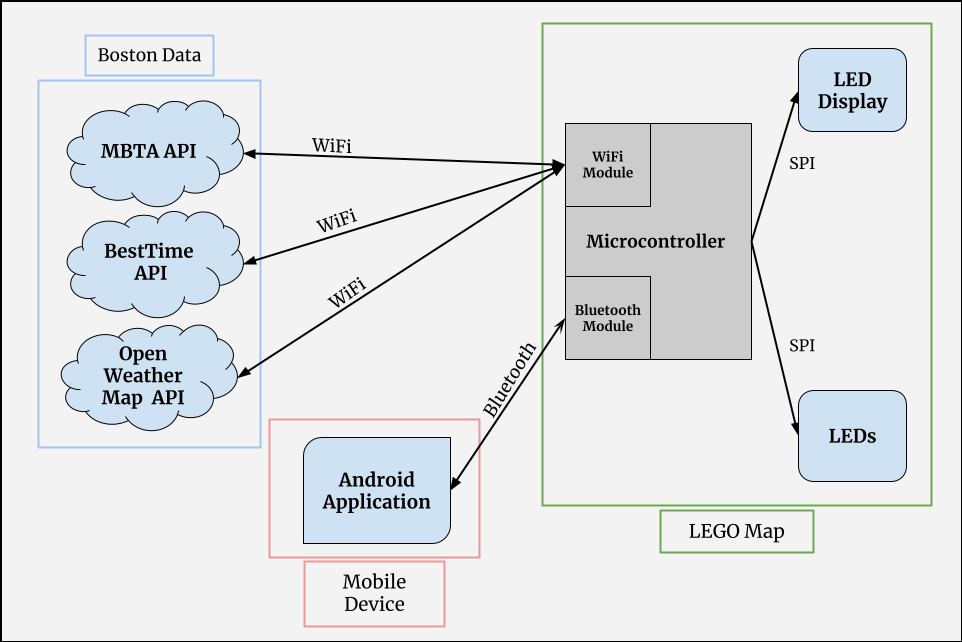 Boston Data
MBTA API
BestTime
API
Open
Weather
Map API
WiFi
WiFi
WiFi
Bluetooth
Android
Application
Mobile
Device
WiFi
Module
Microcontroller
Bluetooth
Module
SPI
SPI
LED
Display
LEDs
LEGO Map